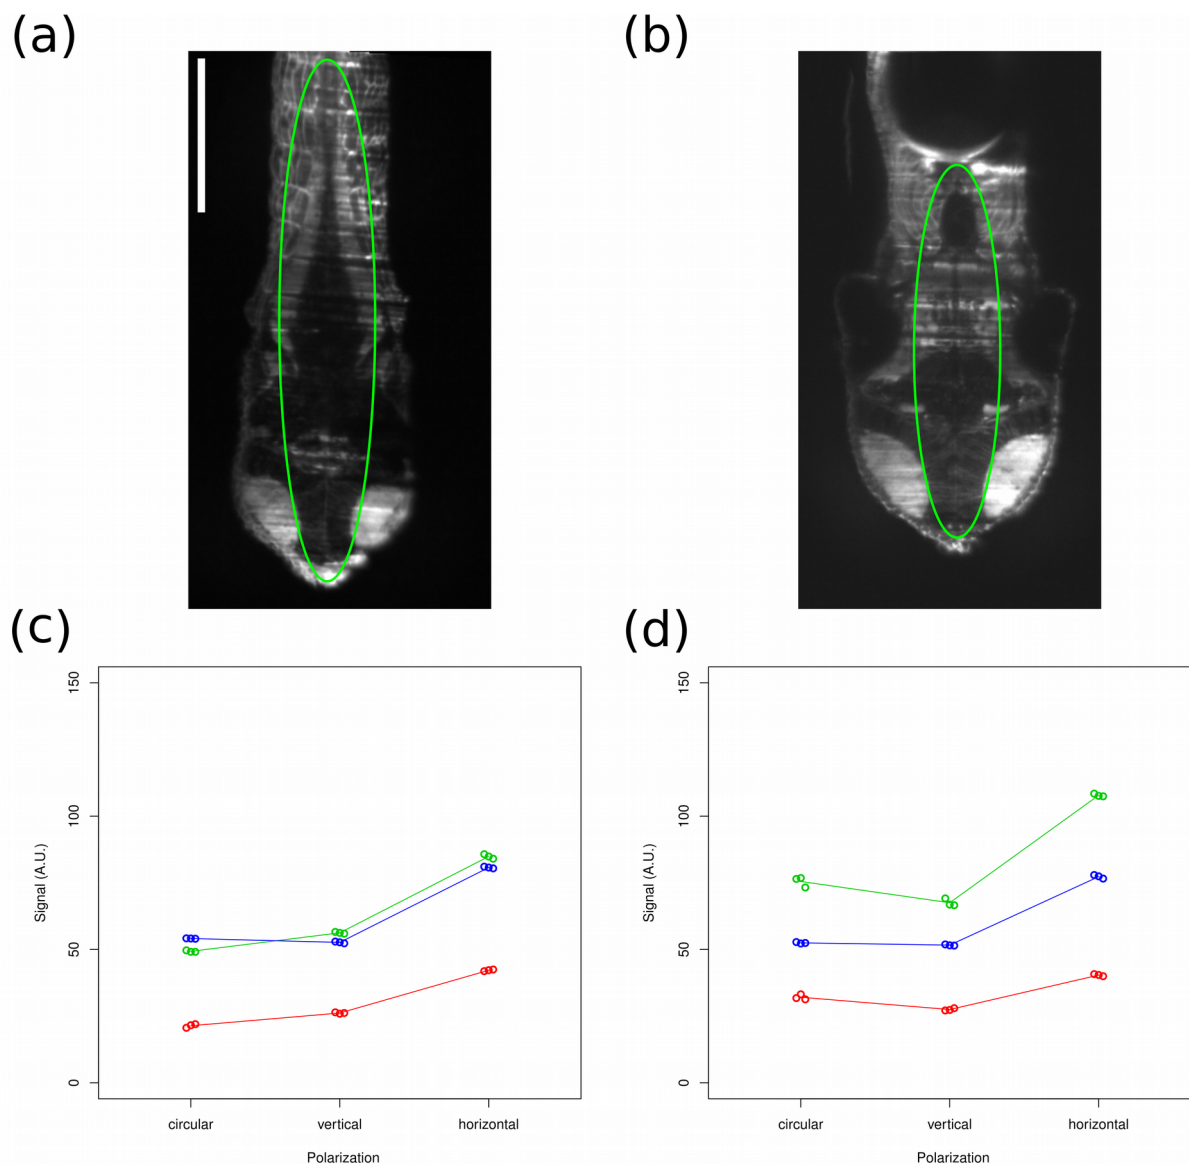 (a)
(b)
(c)
(d)
150
100
50
0
Signal (A.U.)
circular
vertical
horizontal
Polarization
150
100
50
0
Signal (A.U.)
circular
vertical
horizontal
Polarization